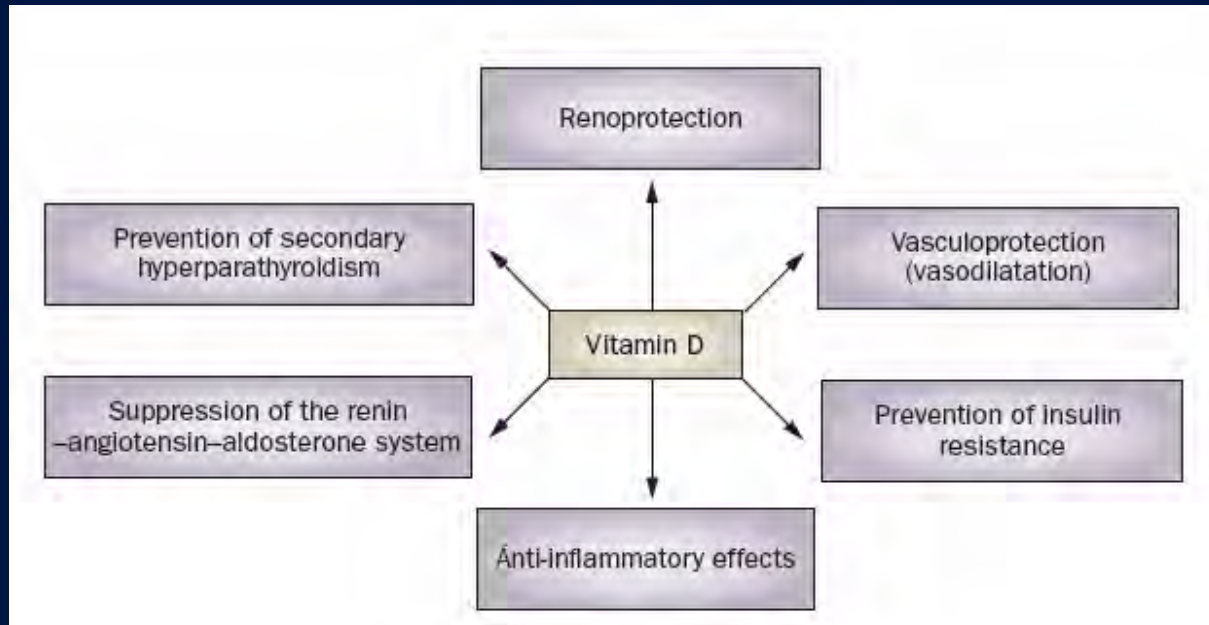 Renoprotection
Prevention of secondary
hyperparathyroidism
Vasculoprotection
(vasodilatation)
Vitamin D
Suppression of the renin
–angiotensin–aldosterone system
Prevention of insulin
resistance
Anti-inflammatory effects